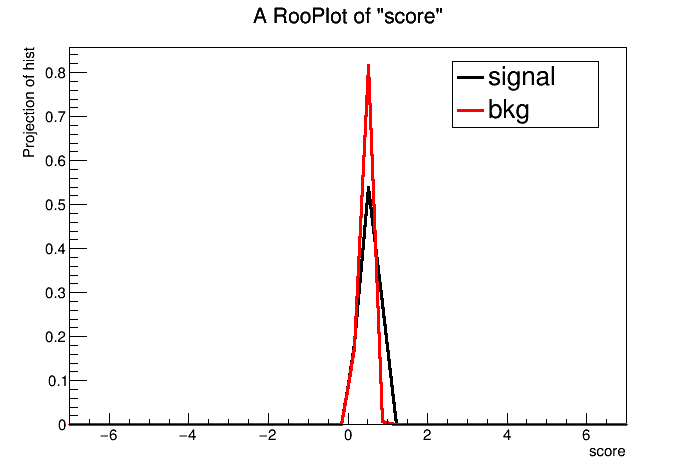 A RooPlot of "score"
Projection of hist
signal
bkg
0.8
0.7
0.6
0.5
0.4
0.3
0.2
0.1
0
−6 −4 −2 0 2 4 6
score